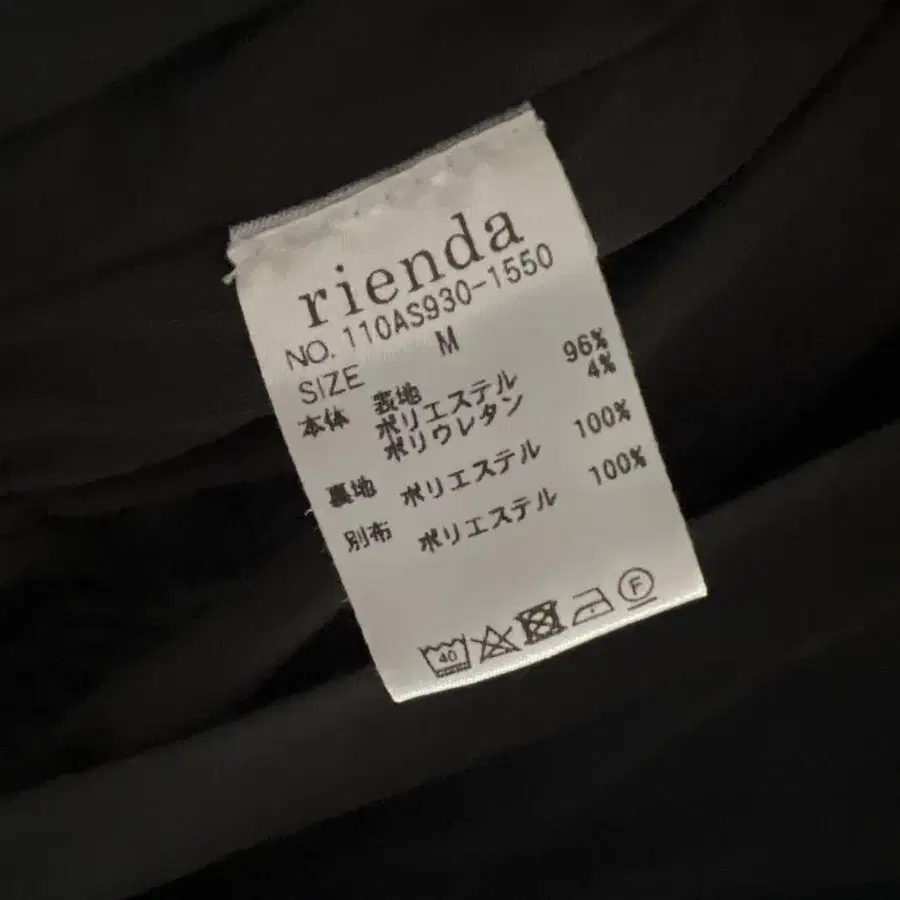 rienda
NO. 110AS930-1550
SIZE M
本体 表地
ポリエステル 96%
ポリウレタン 4%
裏地 ポリエステル 100%
別布 ポリエステル 100%
40 F